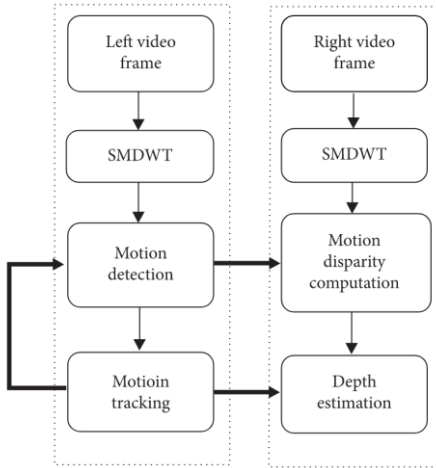 Left video
frame
SMDWT
Motion
detection
Motioin
tracking
Right video
frame
SMDWT
Motion
disparity
computation
Depth
estimation